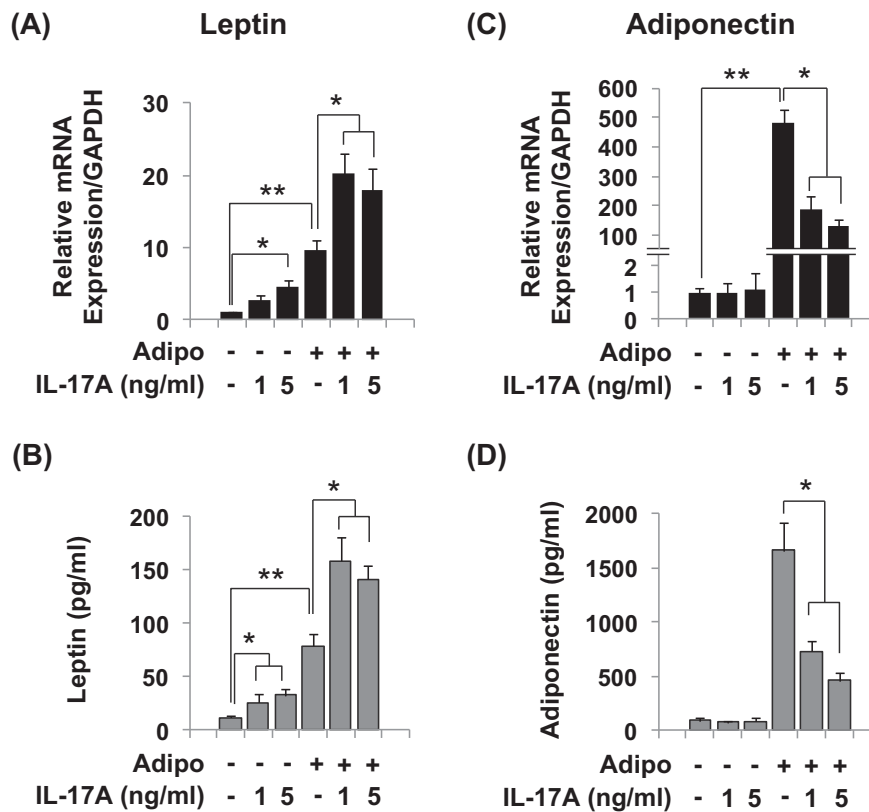 (A) Leptin
Relative mRNA
Expression/GAPDH
30
20
10
0
*
**
*
Adipo - - - + + +
IL-17A (ng/ml) - 1 5 - 1 5
(C) Adiponectin
Relative mRNA
Expression/GAPDH
600
500
400
300
200
100
2
1
0
** *
Adipo - - - + + +
IL-17A (ng/ml) - 1 5 - 1 5
(B)
Leptin (pg/ml)
200
150
100
50
0
*
**
*
Adipo - - - + + +
IL-17A (ng/ml) - 1 5 - 1 5
(D)
Adiponectin (pg/ml)
2000
1500
1000
500
0
*
Adipo - - - + + +
IL-17A (ng/ml) - 1 5 - 1 5